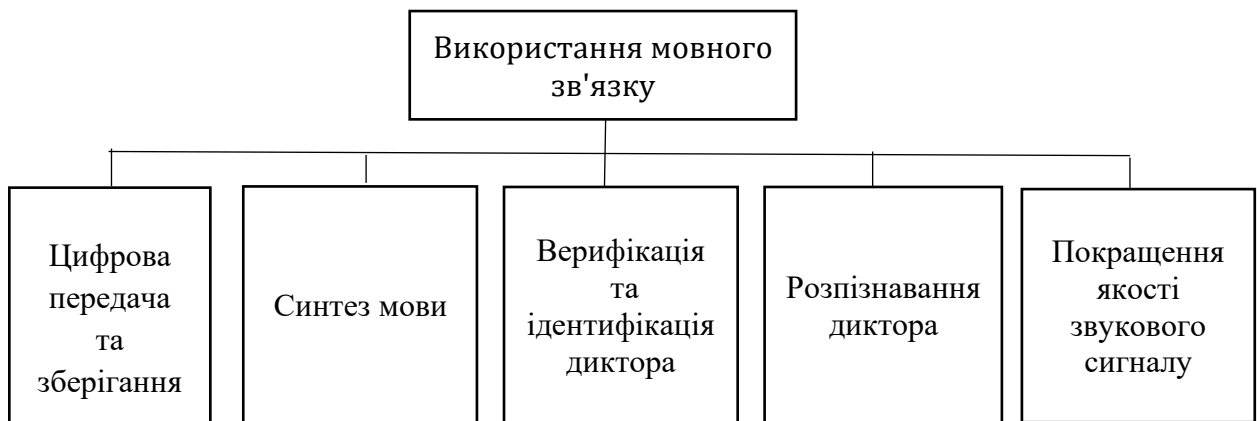 Використання мовного
зв'язку
Цифрова
передача
та
зберігання
Синтез мови
Верифікація
та
ідентифікація
диктора
Розпізнавання
диктора
Покращення
якості
звукового
сигналу